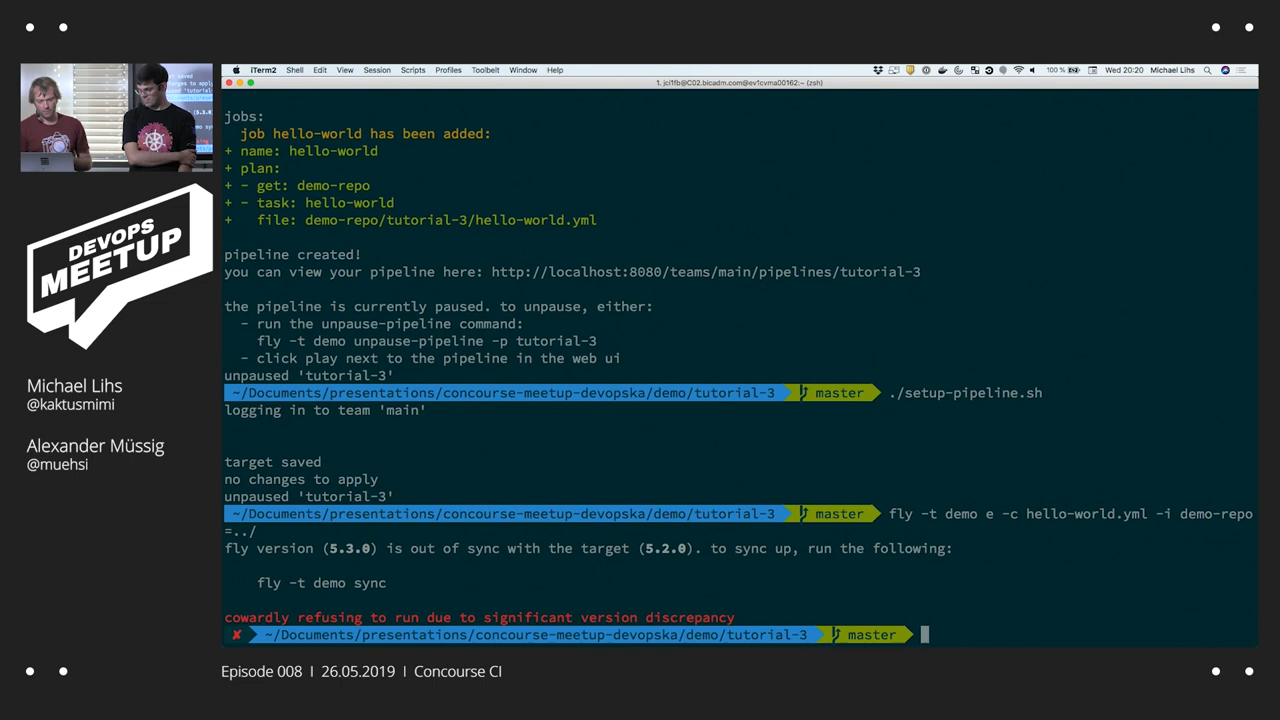 iTerm2 Shell Edit View Session Scripts Profiles Toolbelt Window Help 100 % Wed 20:20 Michael Lihs
1. jci1fb@C02.bicadm.com@ev1cvma00162:~ (zsh)
jobs:
job hello-world has been added:
+ name: hello-world
+ plan:
+ - get: demo-repo
+ - task: hello-world
+ file: demo-repo/tutorial-3/hello-world.yml
pipeline created!
you can view your pipeline here: http://localhost:8080/teams/main/pipelines/tutorial-3
the pipeline is currently paused. to unpause, either:
- run the unpause-pipeline command:
fly -t demo unpause-pipeline -p tutorial-3
- click play next to the pipeline in the web ui
unpaused 'tutorial-3'
~/Documents/presentations/concourse-meetup-devopska/demo/tutorial-3 master ./setup-pipeline.sh
logging in to team 'main'
target saved
no changes to apply
unpaused 'tutorial-3'
~/Documents/presentations/concourse-meetup-devopska/demo/tutorial-3 master fly -t demo e -c hello-world.yml -i demo-repo
=../
fly version (5.3.0) is out of sync with the target (5.2.0). to sync up, run the following:
fly -t demo sync
cowardly refusing to run due to significant version discrepancy
✘ ~/Documents/presentations/concourse-meetup-devopska/demo/tutorial-3 master
DEVOPS
MEETUP
Michael Lihs
@kaktusmimi
Alexander Müssig
@muehsi
Episode 008 | 26.05.2019 | Concourse CI